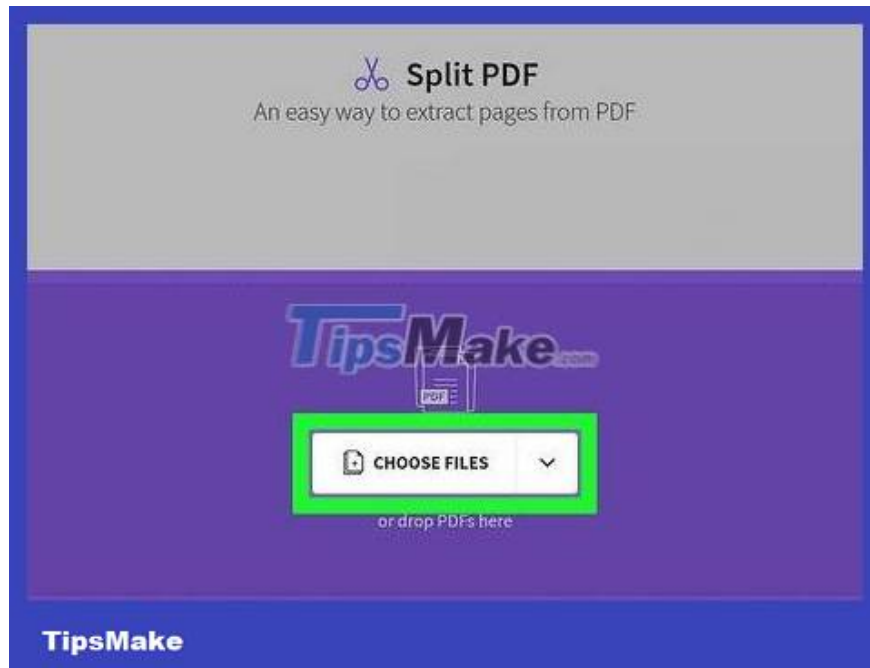 Split PDF
An easy way to extract pages from PDF
TipsMake.com
PDF
CHOOSE FILES
or drop PDFs here
TipsMake